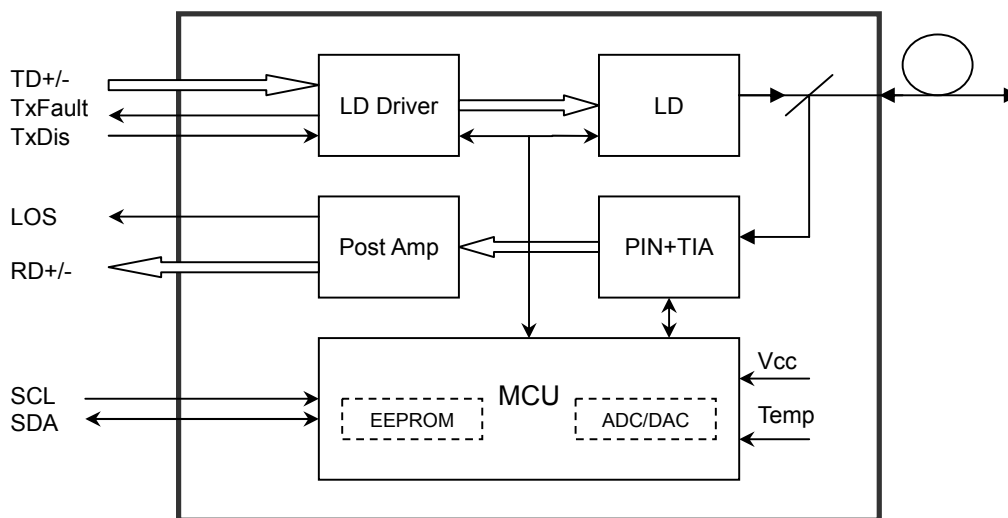 TD+/-
TxFault
TxDis
LD Driver
LD
LOS
RD+/-
Post Amp
PIN+TIA
SCL
SDA
MCU
EEPROM
ADC/DAC
Vcc
Temp